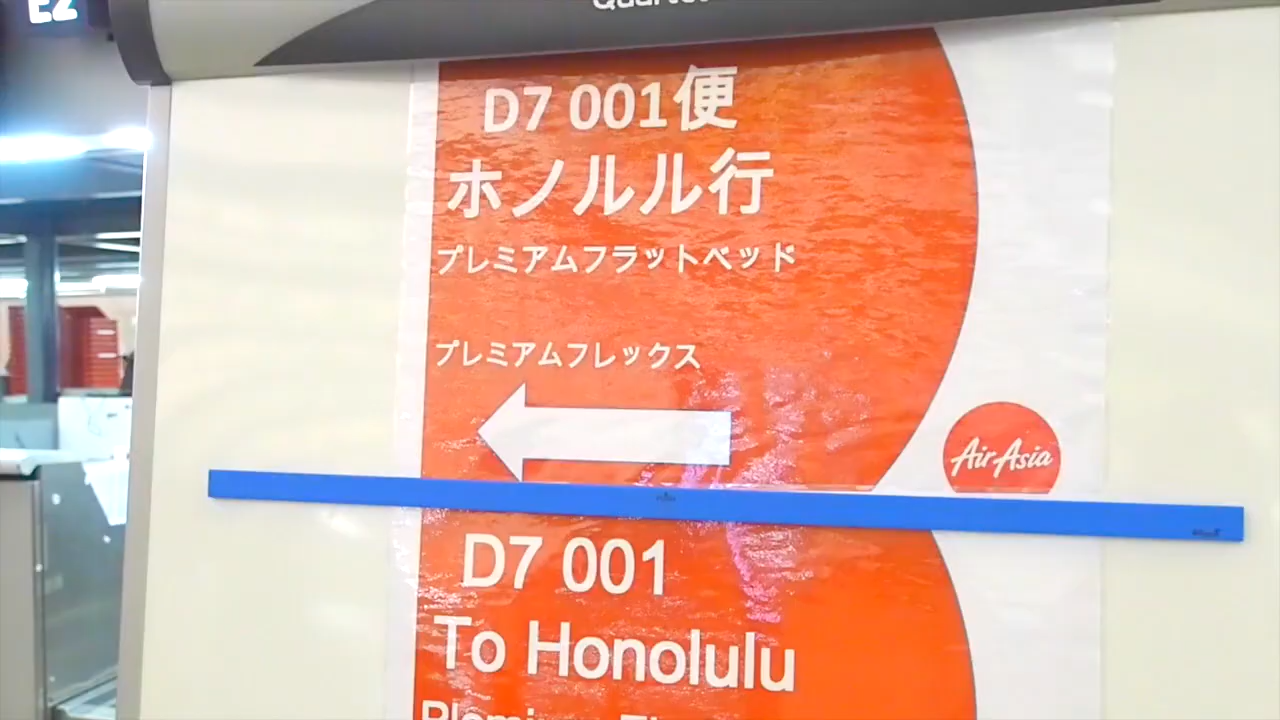 EZ
D7 001便
ホノルル行
プレミアムフラットベッド
プレミアムフレックス
AirAsia
D7 001
To Honolulu